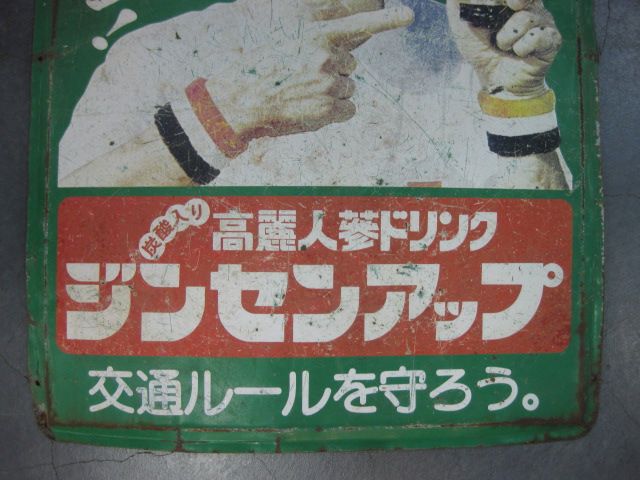 !
炭酸入り
高麗人蔘ドリンク
ジンセンアップ
交通ルールを守ろう。